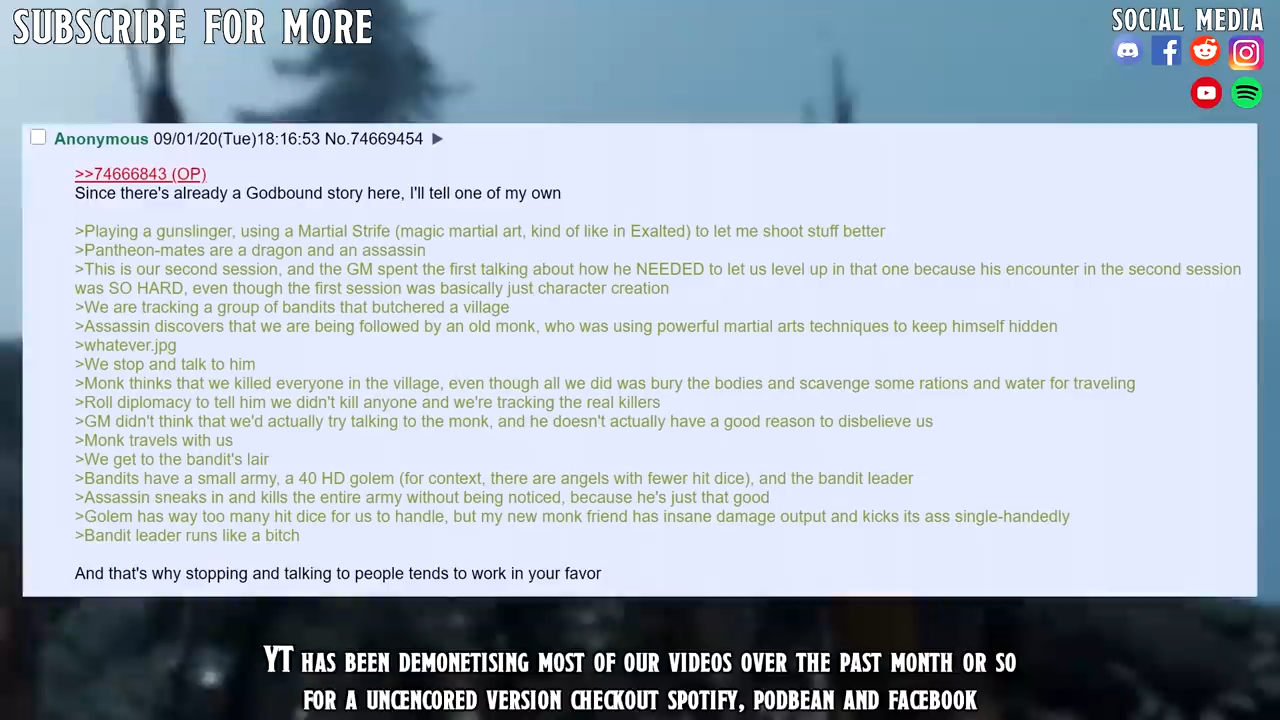 SUBSCRIBE FOR MORE
SOCIAL MEDIA
Anonymous 09/01/20(Tue)18:16:53 No.74669454 ▶
>>74666843 (OP)
Since there's already a Godbound story here, I'll tell one of my own
>Playing a gunslinger, using a Martial Strife (magic martial art, kind of like in Exalted) to let me shoot stuff better
>Pantheon-mates are a dragon and an assassin
>This is our second session, and the GM spent the first talking about how he NEEDED to let us level up in that one because his encounter in the second session
was SO HARD, even though the first session was basically just character creation
>We are tracking a group of bandits that butchered a village
>Assassin discovers that we are being followed by an old monk, who was using powerful martial arts techniques to keep himself hidden
>whatever.jpg
>We stop and talk to him
>Monk thinks that we killed everyone in the village, even though all we did was bury the bodies and scavenge some rations and water for traveling
>Roll diplomacy to tell him we didn't kill anyone and we're tracking the real killers
>GM didn't think that we'd actually try talking to the monk, and he doesn't actually have a good reason to disbelieve us
>Monk travels with us
>We get to the bandit's lair
>Bandits have a small army, a 40 HD golem (for context, there are angels with fewer hit dice), and the bandit leader
>Assassin sneaks in and kills the entire army without being noticed, because he's just that good
>Golem has way too many hit dice for us to handle, but my new monk friend has insane damage output and kicks its ass single-handedly
>Bandit leader runs like a bitch
And that's why stopping and talking to people tends to work in your favor
YT HAS BEEN DEMONETISING MOST OF OUR VIDEOS OVER THE PAST MONTH OR SO
FOR A UNCENCORED VERSION CHECKOUT SPOTIFY, PODBEAN AND FACEBOOK